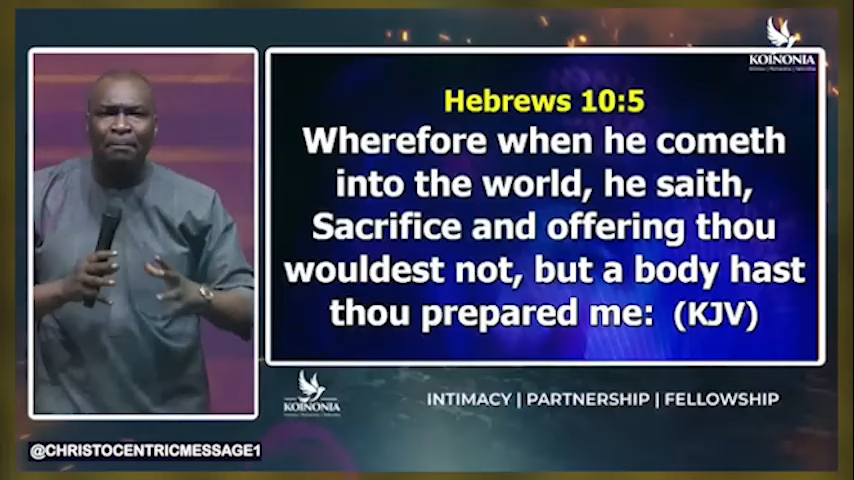 KOINONIA
Hebrews 10:5
Wherefore when he cometh
into the world, he saith,
Sacrifice and offering thou
wouldest not, but a body hast
thou prepared me: (KJV)
KOINONIA
INTIMACY | PARTNERSHIP | FELLOWSHIP
@CHRISTOCENTRICMESSAGE1